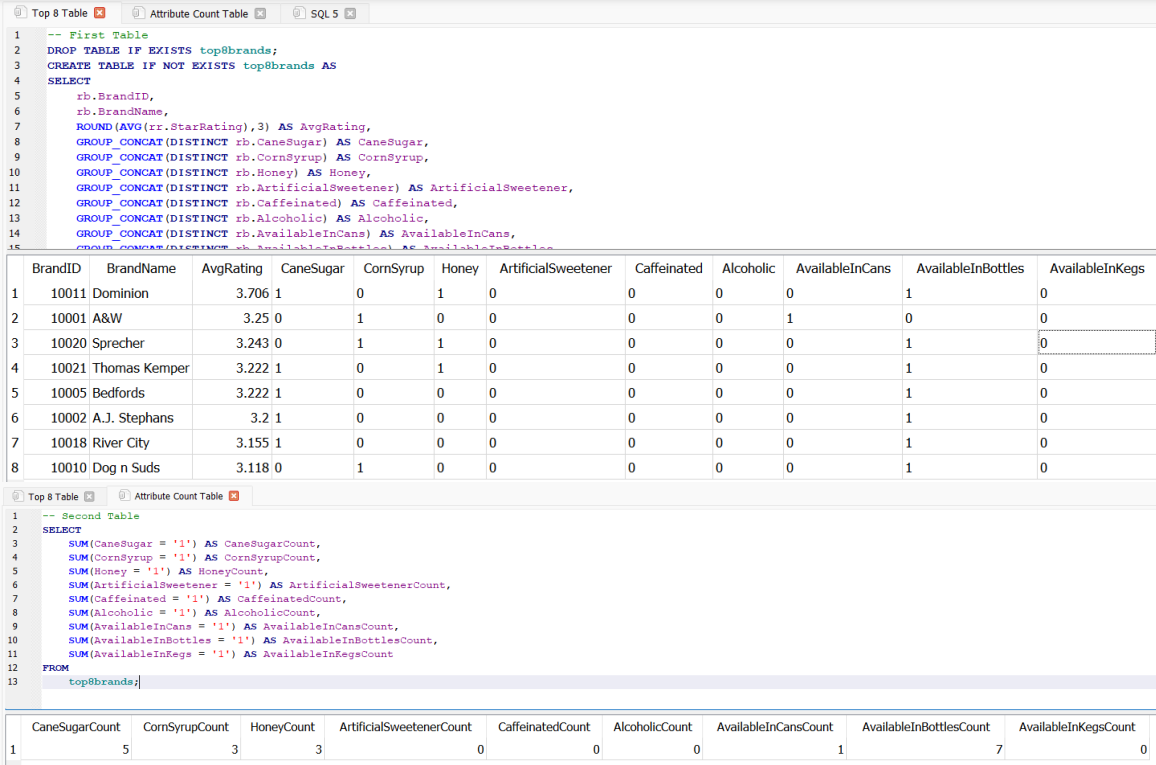 Top 8 Table Attribute Count Table SQL 5
1 -- First Table
2 DROP TABLE IF EXISTS top8brands;
3 CREATE TABLE IF NOT EXISTS top8brands AS
4 SELECT
5 rb.BrandID,
6 rb.BrandName,
7 ROUND(AVG(rr.StarRating),3) AS AvgRating,
8 GROUP_CONCAT(DISTINCT rb.CaneSugar) AS CaneSugar,
9 GROUP_CONCAT(DISTINCT rb.CornSyrup) AS CornSyrup,
10 GROUP_CONCAT(DISTINCT rb.Honey) AS Honey,
11 GROUP_CONCAT(DISTINCT rb.ArtificialSweetener) AS ArtificialSweetener,
12 GROUP_CONCAT(DISTINCT rb.Caffeinated) AS Caffeinated,
13 GROUP_CONCAT(DISTINCT rb.Alcoholic) AS Alcoholic,
14 GROUP_CONCAT(DISTINCT rb.AvailableInCans) AS AvailableInCans,
15 GROUP_CONCAT(DISTINCT rb.AvailableInBottles) AS AvailableInBottles
BrandID BrandName AvgRating CaneSugar CornSyrup Honey ArtificialSweetener Caffeinated Alcoholic AvailableInCans AvailableInBottles AvailableInKegs
1 10011 Dominion 3.706 1 0 1 0 0 0 0 1 0
2 10001 A&W 3.25 0 1 0 0 0 0 1 0 0
3 10020 Sprecher 3.243 0 1 1 0 0 0 0 1 0
4 10021 Thomas Kemper 3.222 1 0 1 0 0 0 0 1 0
5 10005 Bedfords 3.222 1 0 0 0 0 0 0 1 0
6 10002 A.J. Stephans 3.2 1 0 0 0 0 0 0 1 0
7 10018 River City 3.155 1 0 0 0 0 0 0 1 0
8 10010 Dog n Suds 3.118 0 1 0 0 0 0 0 1 0
Top 8 Table Attribute Count Table
1 -- Second Table
2 SELECT
3 SUM(CaneSugar = '1') AS CaneSugarCount,
4 SUM(CornSyrup = '1') AS CornSyrupCount,
5 SUM(Honey = '1') AS HoneyCount,
6 SUM(ArtificialSweetener = '1') AS ArtificialSweetenerCount,
7 SUM(Caffeinated = '1') AS CaffeinatedCount,
8 SUM(Alcoholic = '1') AS AlcoholicCount,
9 SUM(AvailableInCans = '1') AS AvailableInCansCount,
10 SUM(AvailableInBottles = '1') AS AvailableInBottlesCount,
11 SUM(AvailableInKegs = '1') AS AvailableInKegsCount
12 FROM
13 top8brands;
CaneSugarCount CornSyrupCount HoneyCount ArtificialSweetenerCount CaffeinatedCount AlcoholicCount AvailableInCansCount AvailableInBottlesCount AvailableInKegsCount
1 5 3 3 0 0 0 1 7 0